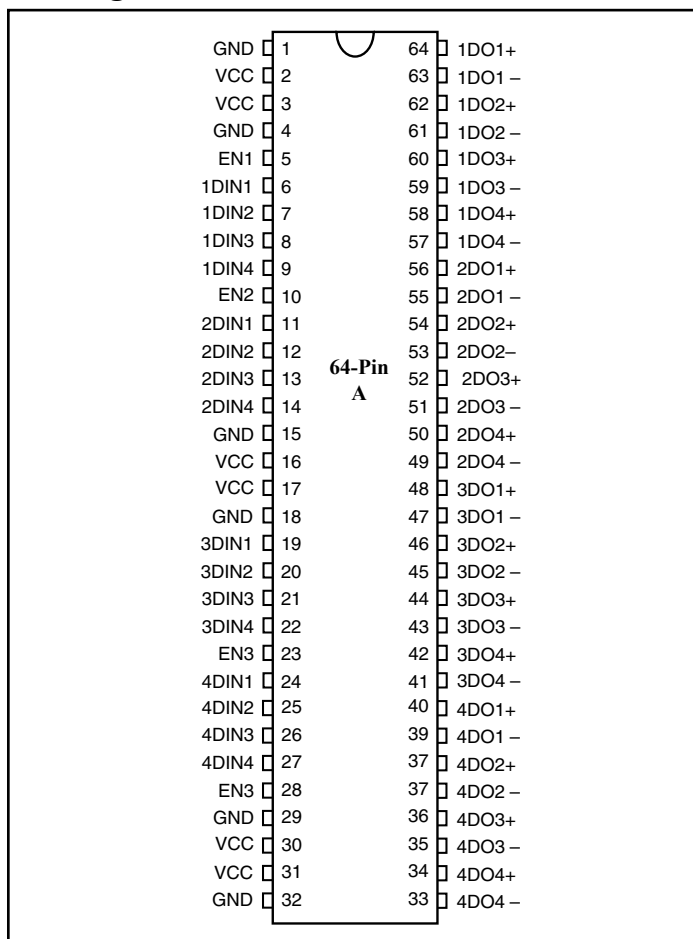 GND 1 64 1DO1+
VCC 2 63 1DO1 –
VCC 3 62 1DO2+
GND 4 61 1DO2 –
EN1 5 60 1DO3+
1DIN1 6 59 1DO3 –
1DIN2 7 58 1DO4+
1DIN3 8 57 1DO4 –
1DIN4 9 56 2DO1+
EN2 10 55 2DO1 –
2DIN1 11 54 2DO2+
2DIN2 12 53 2DO2–
64-Pin
2DIN3 13 52 2DO3+
A
2DIN4 14 51 2DO3 –
GND 15 50 2DO4+
VCC 16 49 2DO4 –
VCC 17 48 3DO1+
GND 18 47 3DO1 –
3DIN1 19 46 3DO2+
3DIN2 20 45 3DO2 –
3DIN3 21 44 3DO3+
3DIN4 22 43 3DO3 –
EN3 23 42 3DO4+
4DIN1 24 41 3DO4 –
4DIN2 25 40 4DO1+
4DIN3 26 39 4DO1 –
4DIN4 27 37 4DO2+
EN3 28 37 4DO2 –
GND 29 36 4DO3+
VCC 30 35 4DO3 –
VCC 31 34 4DO4+
GND 32 33 4DO4 –